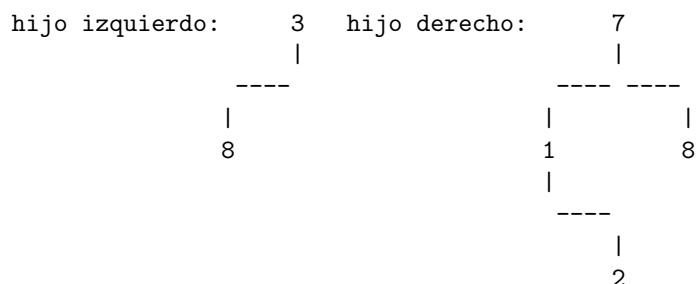 hijo izquierdo:     3   hijo derecho:      7
                    |                      |
                ----                   ---- ----
               |                      |         |
               8                      1         8
                                      |
                                       ----
                                           |
                                           2